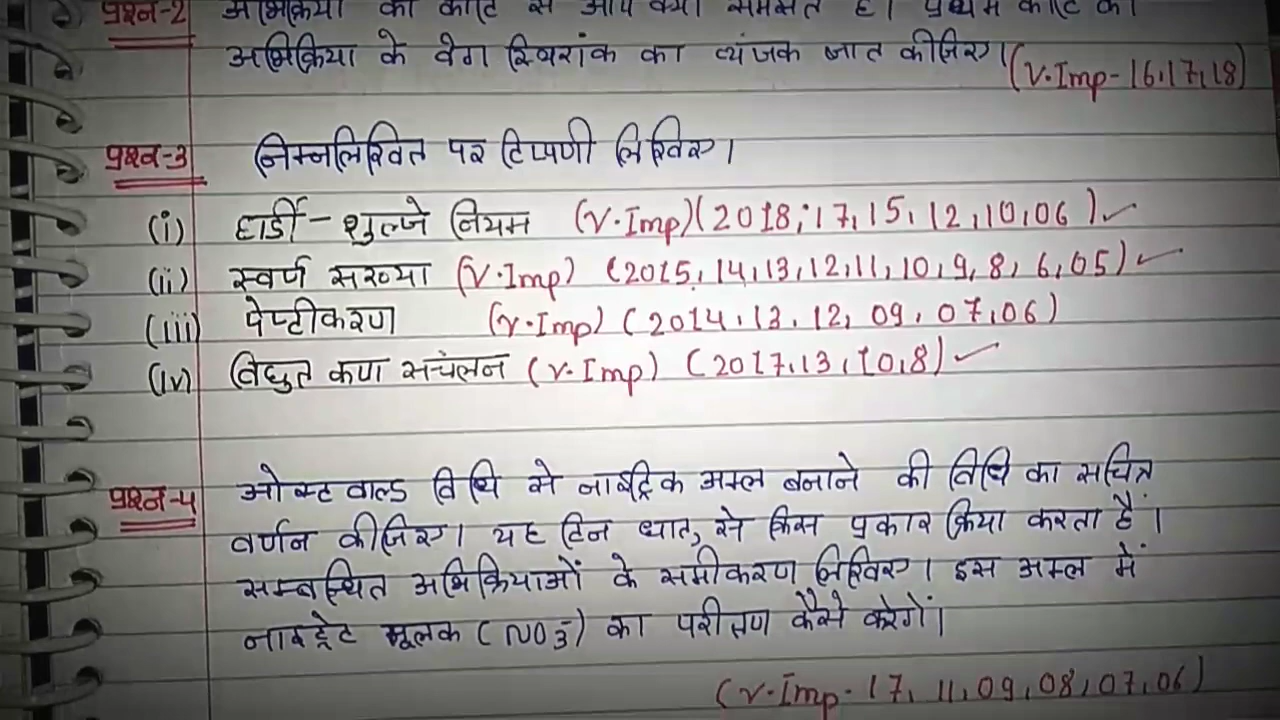 प्रश्न-2 अभिक्रिया की कोटि से आप क्या समझते है। प्रथम कोटि की
अभिक्रिया के वेग स्थिरांक का व्यंजक ज्ञात कीजिए। (V.Imp-16,17,18)
प्रश्न-3 निम्नलिखित पर टिप्पणी लिखिए।
(i) हार्डी-शुल्जे नियम (V.Imp)(2018,17,15,12,10,06)✓
(ii) स्वर्ण संख्या (V.Imp) (2015,14,13,12,11,10,9,8,6,05)✓
(iii) पेप्टीकरण (V.Imp) (2014,13,12,09,07,06)
(iv) विधुत कण संचलन (V.Imp) (2017,13,10,8)✓
प्रश्न-4 ओस्टवाल्ड विधि से नाइट्रिक अम्ल बनाने की विधि का सचित्र
वर्णन कीजिए। यह टिन धातु से किस प्रकार क्रिया करता है।
सम्बन्धित अभिक्रियाओं के समीकरण लिखिए। इस अम्ल में
नाइट्रेट मूलक (NO₃⁻) का परीक्षण कैसे करेगों।
(V.Imp-17,11,09,08,07,06)